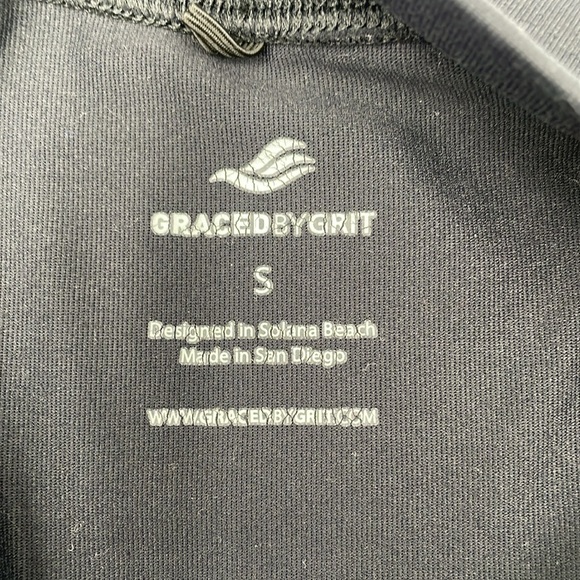 GRACEDBYGRIT
S
Designed in Solana Beach
Made in San Diego
WWW.GRACEDBYGRIT.COM